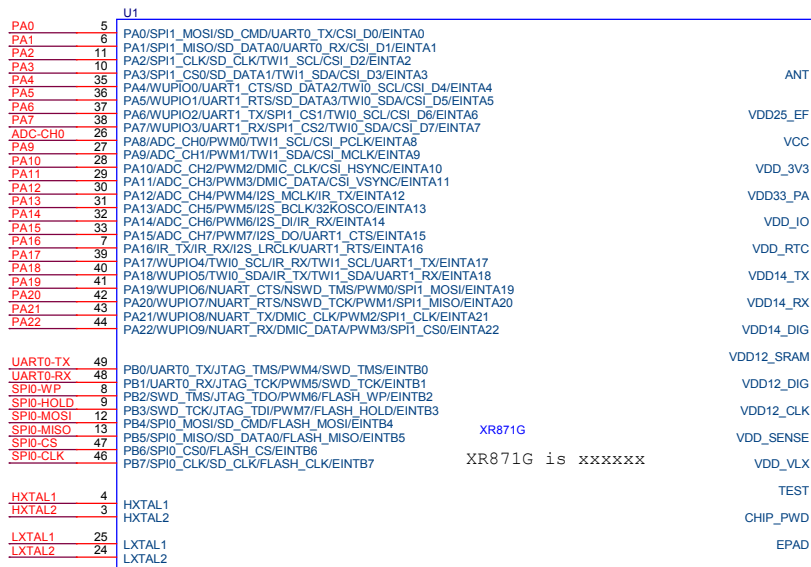 U1
PA0 5 PA0/SPI1_MOSI/SD_CMD/UART0_TX/CSI_D0/EINTA0
PA1 6 PA1/SPI1_MISO/SD_DATA0/UART0_RX/CSI_D1/EINTA1
PA2 11 PA2/SPI1_CLK/SD_CLK/TWI1_SCL/CSI_D2/EINTA2
PA3 10 PA3/SPI1_CS0/SD_DATA1/TWI1_SDA/CSI_D3/EINTA3 ANT
PA4 35 PA4/WUPIO0/UART1_CTS/SD_DATA2/TWI0_SCL/CSI_D4/EINTA4
PA5 36 PA5/WUPIO1/UART1_RTS/SD_DATA3/TWI0_SDA/CSI_D5/EINTA5
PA6 37 PA6/WUPIO2/UART1_TX/SPI1_CS1/TWI0_SCL/CSI_D6/EINTA6 VDD25_EF
PA7 38 PA7/WUPIO3/UART1_RX/SPI1_CS2/TWI0_SDA/CSI_D7/EINTA7
ADC-CH0 26 PA8/ADC_CH0/PWM0/TWI1_SCL/CSI_PCLK/EINTA8 VCC
PA9 27 PA9/ADC_CH1/PWM1/TWI1_SDA/CSI_MCLK/EINTA9
PA10 28 PA10/ADC_CH2/PWM2/DMIC_CLK/CSI_HSYNC/EINTA10 VDD_3V3
PA11 29 PA11/ADC_CH3/PWM3/DMIC_DATA/CSI_VSYNC/EINTA11
PA12 30 PA12/ADC_CH4/PWM4/I2S_MCLK/IR_TX/EINTA12 VDD33_PA
PA13 31 PA13/ADC_CH5/PWM5/I2S_BCLK/32KOSCO/EINTA13
PA14 32 PA14/ADC_CH6/PWM6/I2S_DI/IR_RX/EINTA14 VDD_IO
PA15 33 PA15/ADC_CH7/PWM7/I2S_DO/UART1_CTS/EINTA15
PA16 7 PA16/IR_TX/IR_RX/I2S_LRCLK/UART1_RTS/EINTA16 VDD_RTC
PA17 39 PA17/WUPIO4/TWI0_SCL/IR_RX/TWI1_SCL/UART1_TX/EINTA17
PA18 40 PA18/WUPIO5/TWI0_SDA/IR_TX/TWI1_SDA/UART1_RX/EINTA18 VDD14_TX
PA19 41 PA19/WUPIO6/NUART_CTS/NSWD_TMS/PWM0/SPI1_MOSI/EINTA19
PA20 42 PA20/WUPIO7/NUART_RTS/NSWD_TCK/PWM1/SPI1_MISO/EINTA20 VDD14_RX
PA21 43 PA21/WUPIO8/NUART_TX/DMIC_CLK/PWM2/SPI1_CLK/EINTA21
PA22 44 PA22/WUPIO9/NUART_RX/DMIC_DATA/PWM3/SPI1_CS0/EINTA22 VDD14_DIG
VDD12_SRAM
UART0-TX 49 PB0/UART0_TX/JTAG_TMS/PWM4/SWD_TMS/EINTB0
UART0-RX 48 PB1/UART0_RX/JTAG_TCK/PWM5/SWD_TCK/EINTB1 VDD12_DIG
SPI0-WP 8 PB2/SWD_TMS/JTAG_TDO/PWM6/FLASH_WP/EINTB2
SPI0-HOLD 9 PB3/SWD_TCK/JTAG_TDI/PWM7/FLASH_HOLD/EINTB3 VDD12_CLK
SPI0-MOSI 12 PB4/SPI0_MOSI/SD_CMD/FLASH_MOSI/EINTB4
SPI0-MISO 13 PB5/SPI0_MISO/SD_DATA0/FLASH_MISO/EINTB5 XR871G VDD_SENSE
SPI0-CS 47 PB6/SPI0_CS0/FLASH_CS/EINTB6
SPI0-CLK 46 PB7/SPI0_CLK/SD_CLK/FLASH_CLK/EINTB7 XR871G is xxxxxx VDD_VLX
TEST
HXTAL1 4 HXTAL1
HXTAL2 3 HXTAL2 CHIP_PWD
LXTAL1 25 LXTAL1 EPAD
LXTAL2 24 LXTAL2